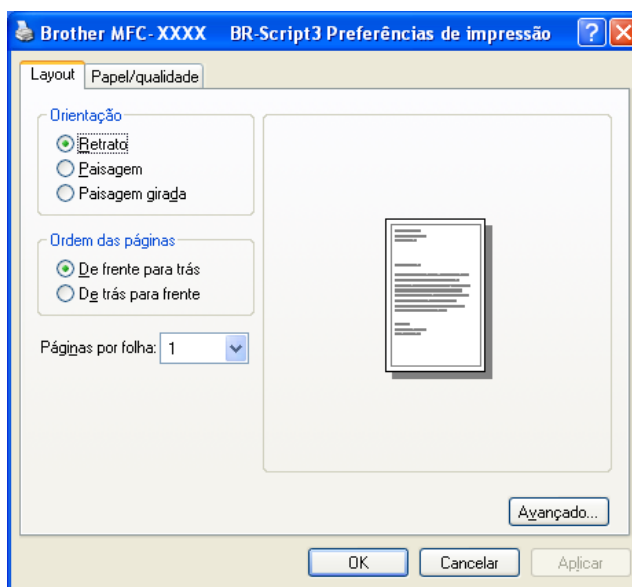 Brother MFC-XXXX BR-Script3 Preferências de impressão
Layout Papel/qualidade
Orientação
Retrato
Paisagem
Paisagem girada
Ordem das páginas
De frente para trás
De trás para frente
Páginas por folha: 1
Avançado...
OK Cancelar Aplicar